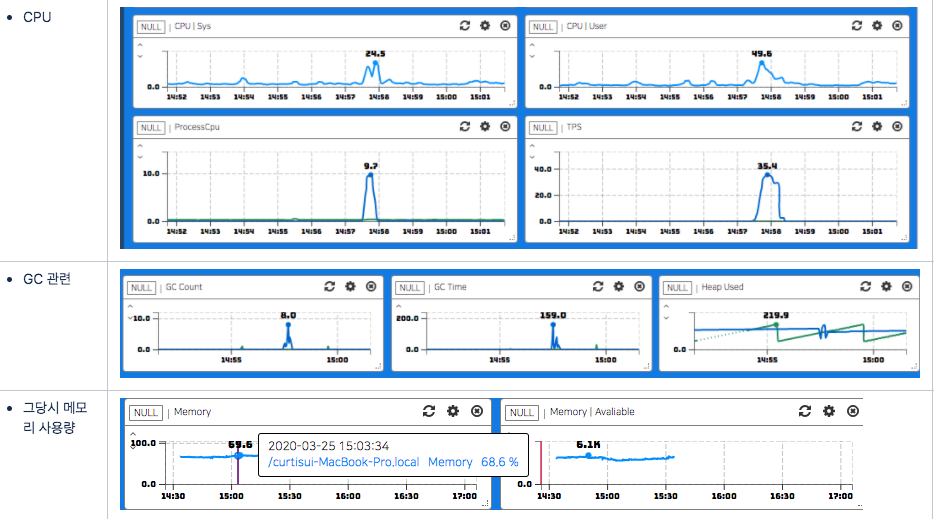 CPU
NULL | CPU | Sys
24.5
0.0
14:52 14:53 14:54 14:55 14:56 14:57 14:58 14:59 15:00 15:01
NULL | CPU | User
49.6
0.0
14:52 14:53 14:54 14:55 14:56 14:57 14:58 14:59 15:00 15:01
NULL | ProcessCpu
9.7
10.0
0.0
14:52 14:53 14:54 14:55 14:56 14:57 14:58 14:59 15:00 15:01
NULL | TPS
35.4
40.0
20.0
0.0
14:52 14:53 14:54 14:55 14:56 14:57 14:58 14:59 15:00 15:01
GC 관련
NULL | GC Count
10.0
8.0
0.0
14:55 15:00
NULL | GC Time
200.0
159.0
0.0
14:55 15:00
NULL | Heap Used
219.9
0.0
14:55 15:00
그당시 메모
리 사용량
NULL | Memory
100.0
69.6
0.0
14:30 15:00 15:30 16:00 16:30 17:00
2020-03-25 15:03:34
/curtisui-MacBook-Pro.local Memory 68.6 %
NULL | Memory | Avaliable
6.1K
0.0
14:30 15:00 15:30 16:00 16:30 17:00